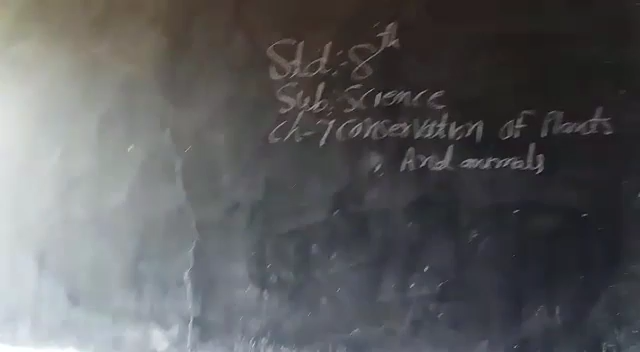 Std:-8th
Sub:Science
Ch-7 Conservation of Plants
And animals